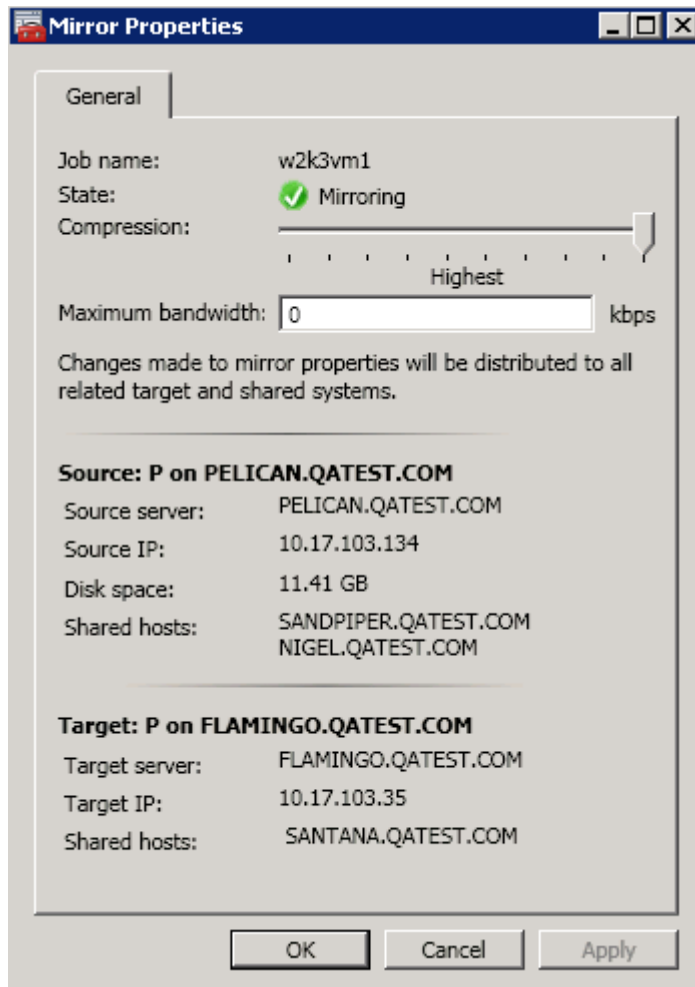 Mirror Properties
General
Job name: w2k3vm1
State: Mirroring
Compression:
Highest
Maximum bandwidth: 0 kbps
Changes made to mirror properties will be distributed to all
related target and shared systems.
Source: P on PELICAN.QATEST.COM
Source server: PELICAN.QATEST.COM
Source IP: 10.17.103.134
Disk space: 11.41 GB
Shared hosts: SANDPIPER.QATEST.COM
NIGEL.QATEST.COM
Target: P on FLAMINGO.QATEST.COM
Target server: FLAMINGO.QATEST.COM
Target IP: 10.17.103.35
Shared hosts: SANTANA.QATEST.COM
OK Cancel Apply